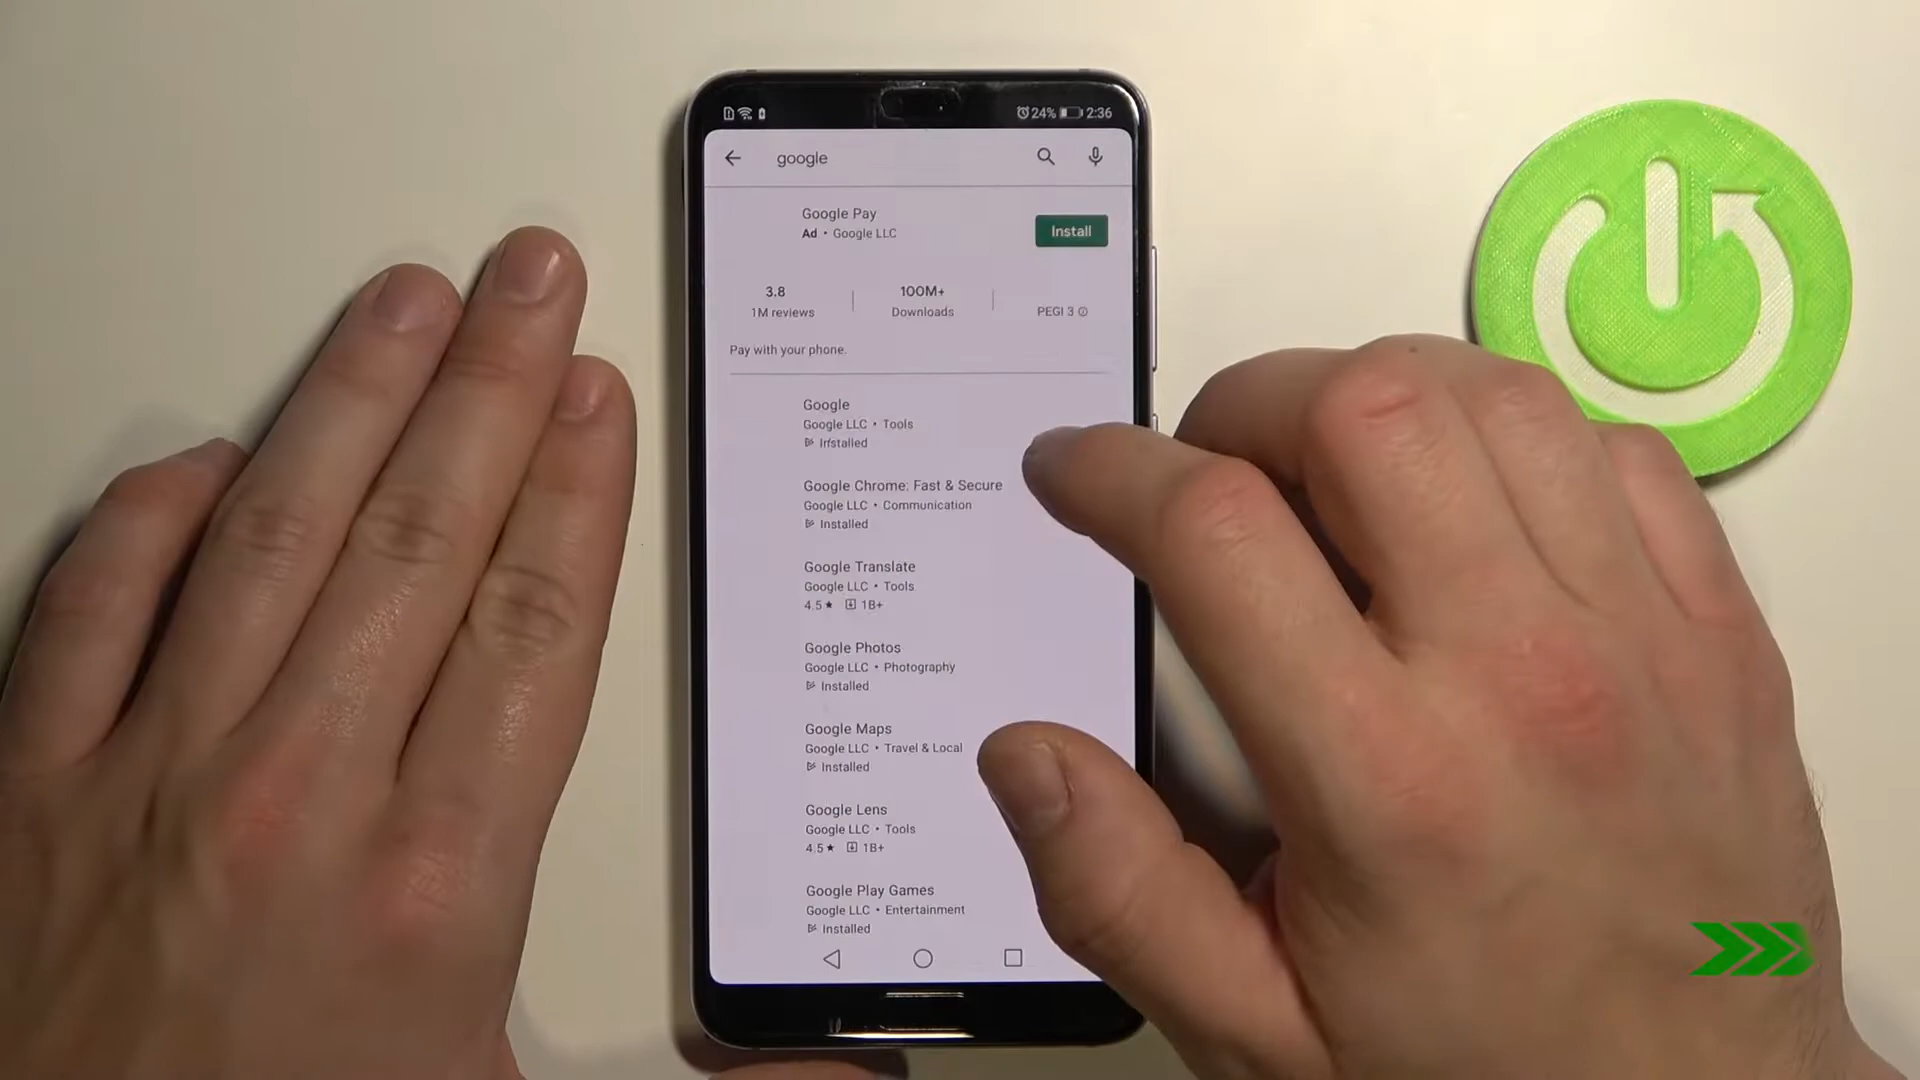 24% 2:36
google
Google Pay
Ad • Google LLC
Install
3.8
1M reviews
100M+
Downloads
PEGI 3
Pay with your phone.
Google
Google LLC • Tools
Installed
Google Chrome: Fast & Secure
Google LLC • Communication
Installed
Google Translate
Google LLC • Tools
4.5★ 1B+
Google Photos
Google LLC • Photography
Installed
Google Maps
Google LLC • Travel & Local
Installed
Google Lens
Google LLC • Tools
4.5★ 1B+
Google Play Games
Google LLC • Entertainment
Installed